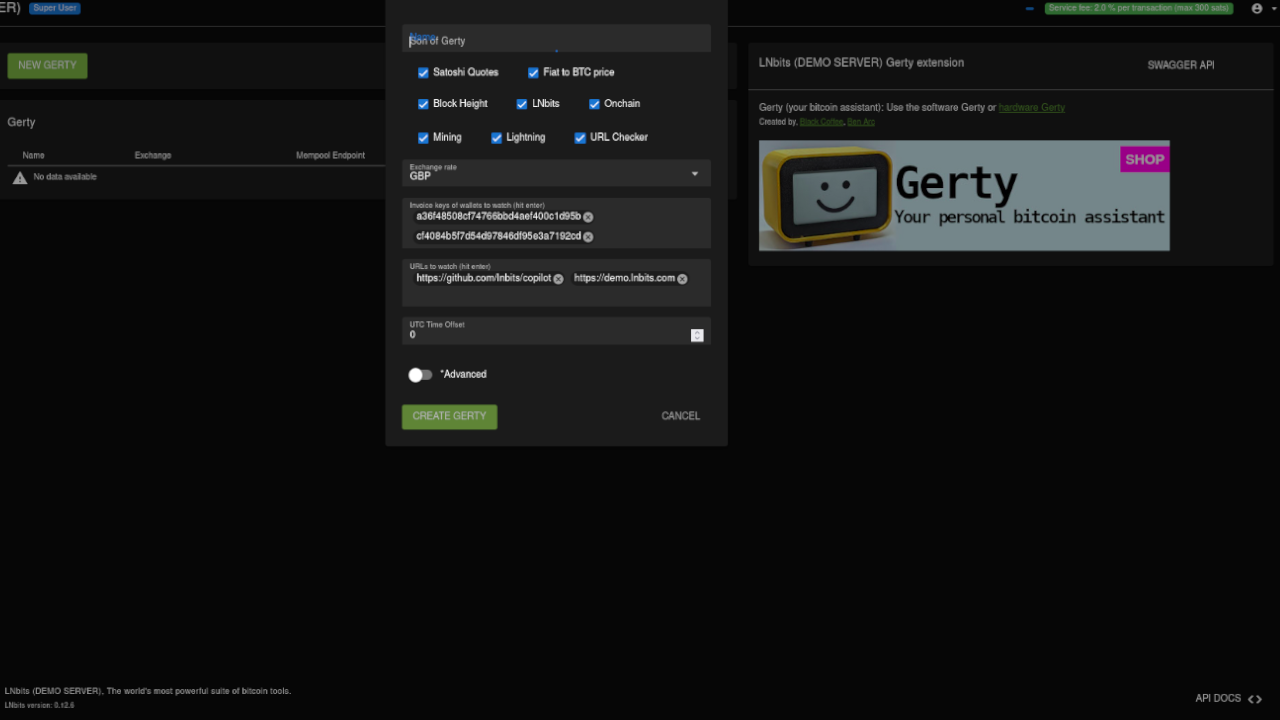 ER) Super User
Service fee: 2.0 % per transaction (max 300 sats)
NEW GERTY
Gerty
Name Exchange Mempool Endpoint
No data available
Name
Son of Gerty
Satoshi Quotes Fiat to BTC price
Block Height LNbits Onchain
Mining Lightning URL Checker
Exchange rate
GBP
Invoice keys of wallets to watch (hit enter)
a36f48508cf74766bbd4aef400c1d95b
cf4084b5f7d54d97846df95e3a7192cd
URLs to watch (hit enter)
https://github.com/lnbits/copilot https://demo.lnbits.com
UTC Time Offset
0
*Advanced
CREATE GERTY CANCEL
LNbits (DEMO SERVER) Gerty extension SWAGGER API
Gerty (your bitcoin assistant): Use the software Gerty or hardware Gerty
Created by, Black Coffee, Ben Arc
SHOP
Gerty
Your personal bitcoin assistant
LNbits (DEMO SERVER), The world's most powerful suite of bitcoin tools.
LNbits version: 0.12.6
API DOCS